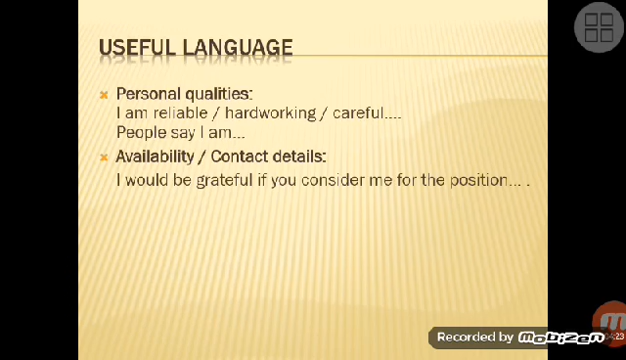 USEFUL LANGUAGE
Personal qualities:
I am reliable / hardworking / careful....
People say I am...
Availability / Contact details:
I would be grateful if you consider me for the position... .
Recorded by mobizen